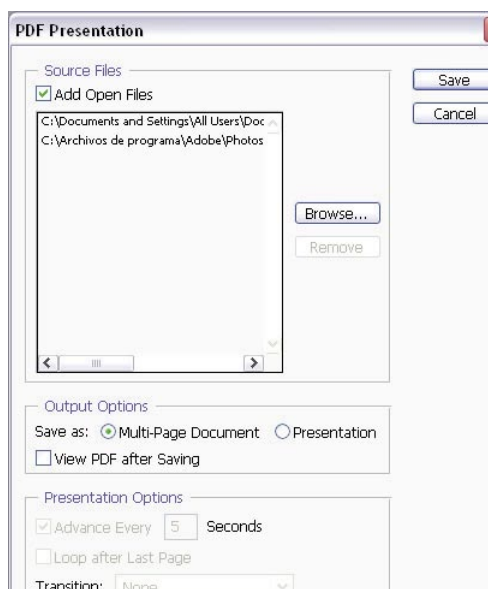 PDF Presentation
Source Files
Save
Add Open Files
Cancel
C:\Documents and Settings\All Users\Doc
C:\Archivos de programa\Adobe\Photos
Browse...
Remove
Output Options
Save as: Multi-Page Document Presentation
View PDF after Saving
Presentation Options
Advance Every 5 Seconds
Loop after Last Page
Transition: None